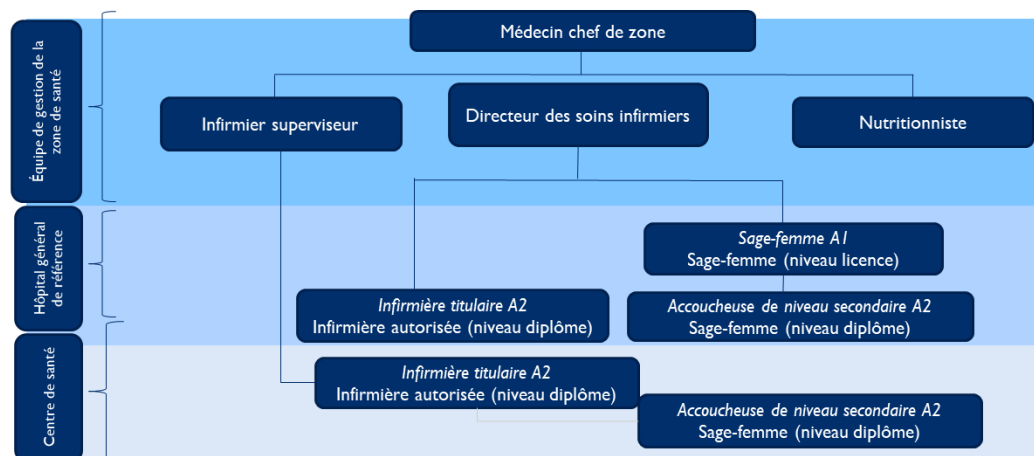 Médecin chef de zone
Équipe de gestion de la
zone de santé
Infirmier superviseur
Directeur des soins infirmiers
Nutritionniste
Hôpital général
de référence
Sage-femme A1
Sage-femme (niveau licence)
Infirmière titulaire A2
Infirmière autorisée (niveau diplôme)
Accoucheuse de niveau secondaire A2
Sage-femme (niveau diplôme)
Centre de santé
Infirmière titulaire A2
Infirmière autorisée (niveau diplôme)
Accoucheuse de niveau secondaire A2
Sage-femme (niveau diplôme)